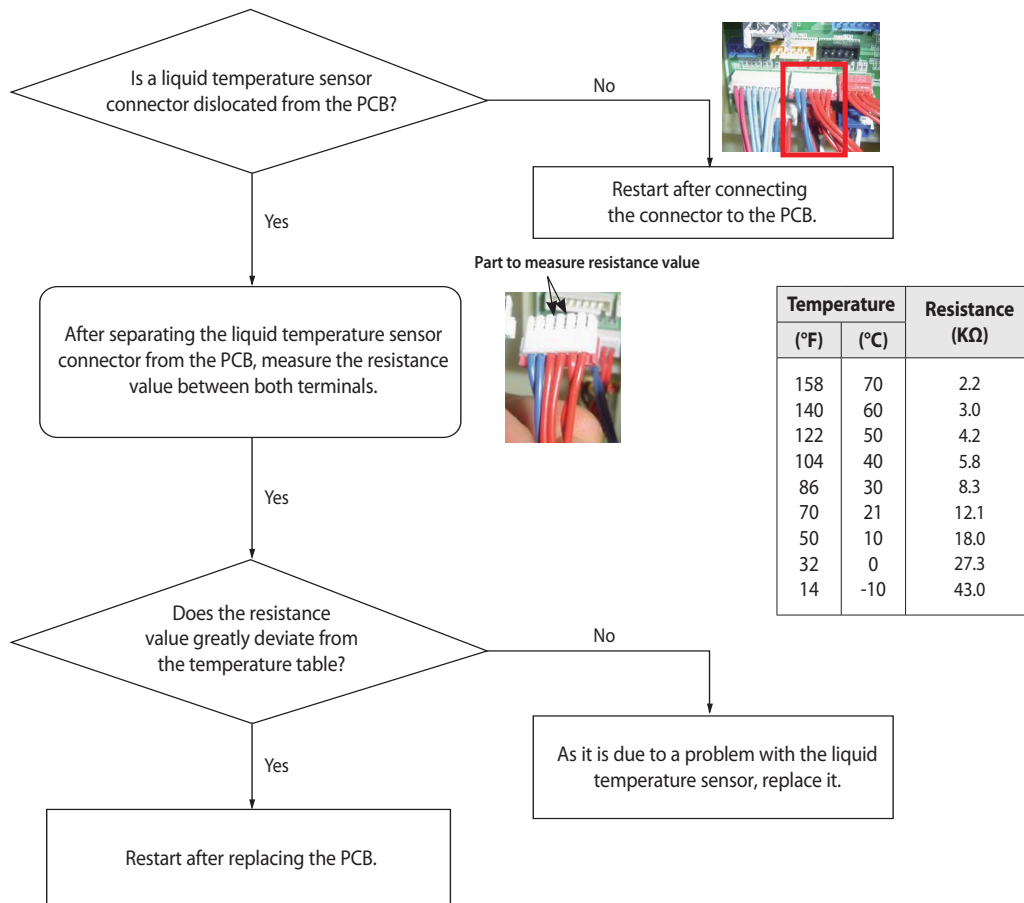 Is a liquid temperature sensor
connector dislocated from the PCB?
No
Restart after connecting
the connector to the PCB.
Yes
Part to measure resistance value
After separating the liquid temperature sensor
connector from the PCB, measure the resistance
value between both terminals.
Temperature Resistance
(KΩ)
(°F) (°C)
158 70 2.2
140 60 3.0
122 50 4.2
104 40 5.8
86 30 8.3
70 21 12.1
50 10 18.0
32 0 27.3
14 -10 43.0
Yes
Does the resistance
value greatly deviate from
the temperature table?
No
As it is due to a problem with the liquid
temperature sensor, replace it.
Yes
Restart after replacing the PCB.